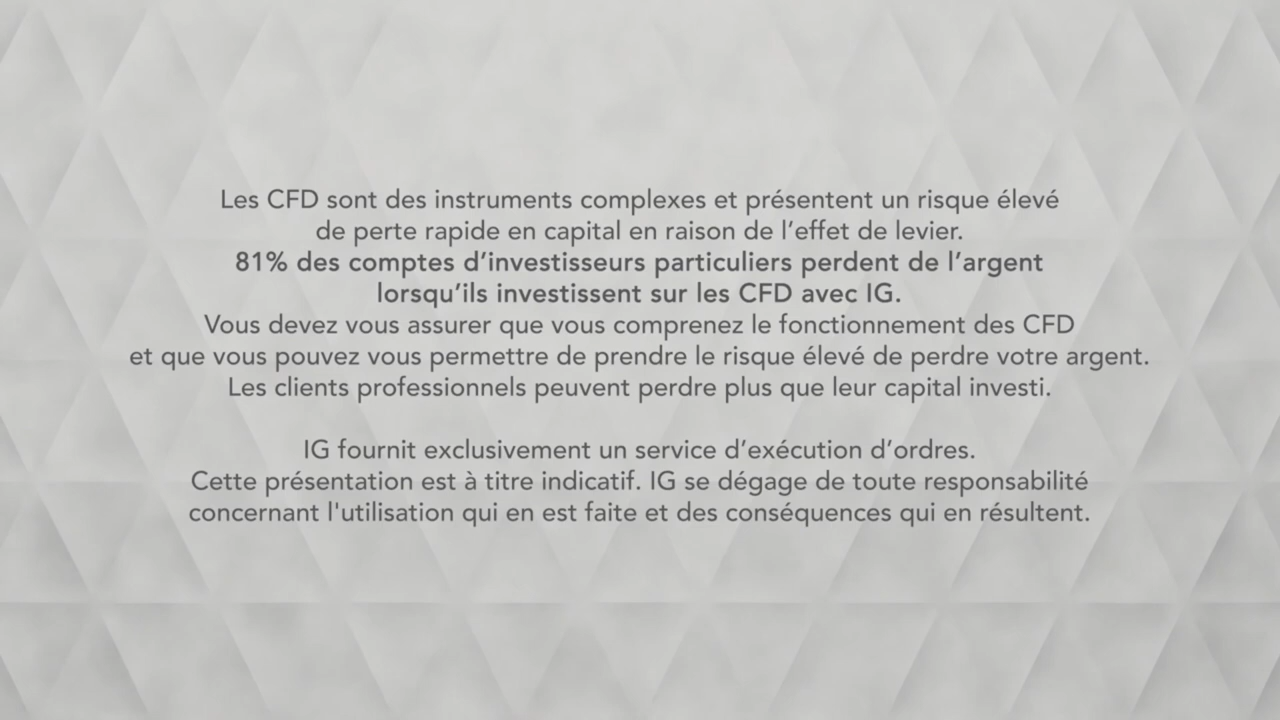 Les CFD sont des instruments complexes et présentent un risque élevé
de perte rapide en capital en raison de l’effet de levier.
81% des comptes d’investisseurs particuliers perdent de l’argent
lorsqu’ils investissent sur les CFD avec IG.
Vous devez vous assurer que vous comprenez le fonctionnement des CFD
et que vous pouvez vous permettre de prendre le risque élevé de perdre votre argent.
Les clients professionnels peuvent perdre plus que leur capital investi.
IG fournit exclusivement un service d’exécution d’ordres.
Cette présentation est à titre indicatif. IG se dégage de toute responsabilité
concernant l'utilisation qui en est faite et des conséquences qui en résultent.